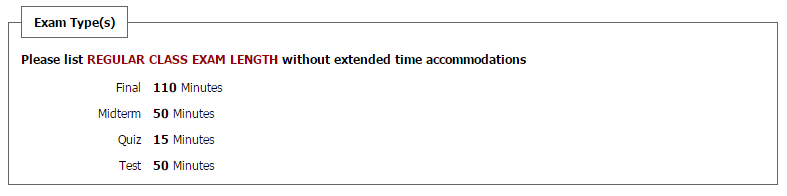 Exam Type(s)
Please list REGULAR CLASS EXAM LENGTH without extended time accommodations
Final 110 Minutes
Midterm 50 Minutes
Quiz 15 Minutes
Test 50 Minutes